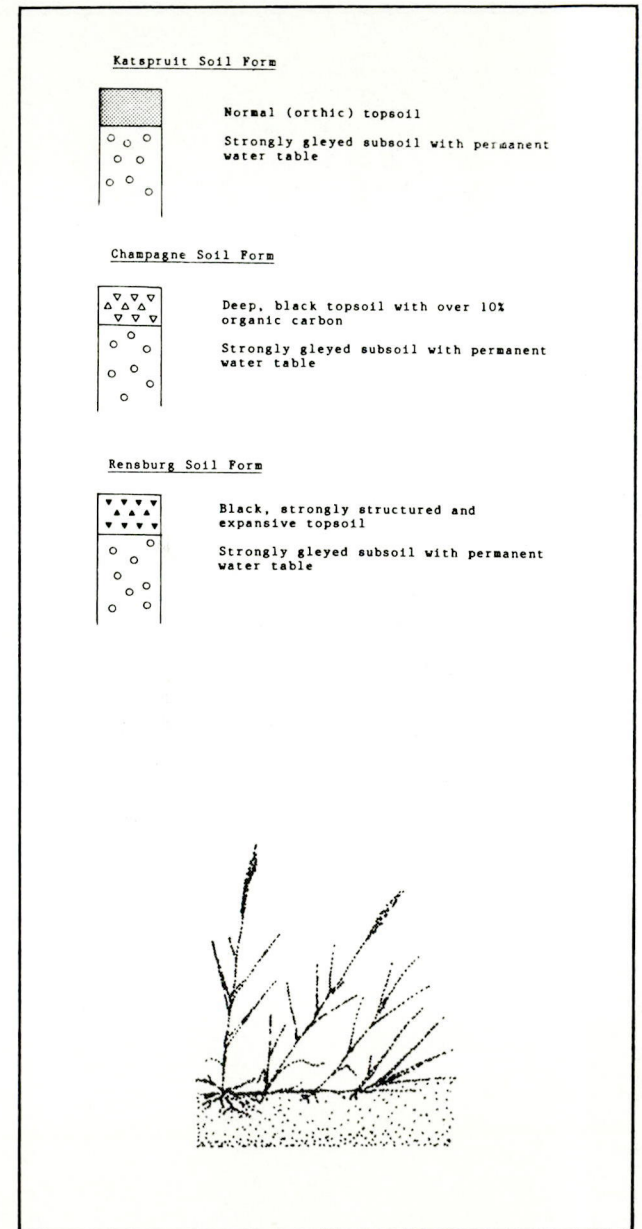 Katspruit Soil Form
Normal (orthic) topsoil
Strongly gleyed subsoil with permanent
water table
Champagne Soil Form
Deep, black topsoil with over 10%
organic carbon
Strongly gleyed subsoil with permanent
water table
Rensburg Soil Form
Black, strongly structured and
expansive topsoil
Strongly gleyed subsoil with permanent
water table